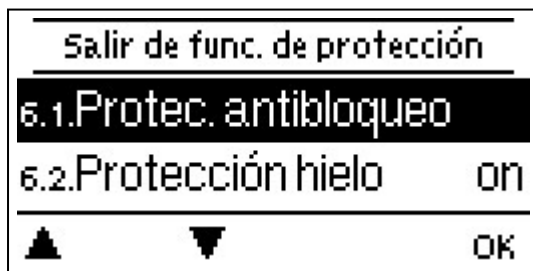 Salir de func. de protección
6.1.Protec. antibloqueo
6.2.Protección hielo on
▲ ▼ OK